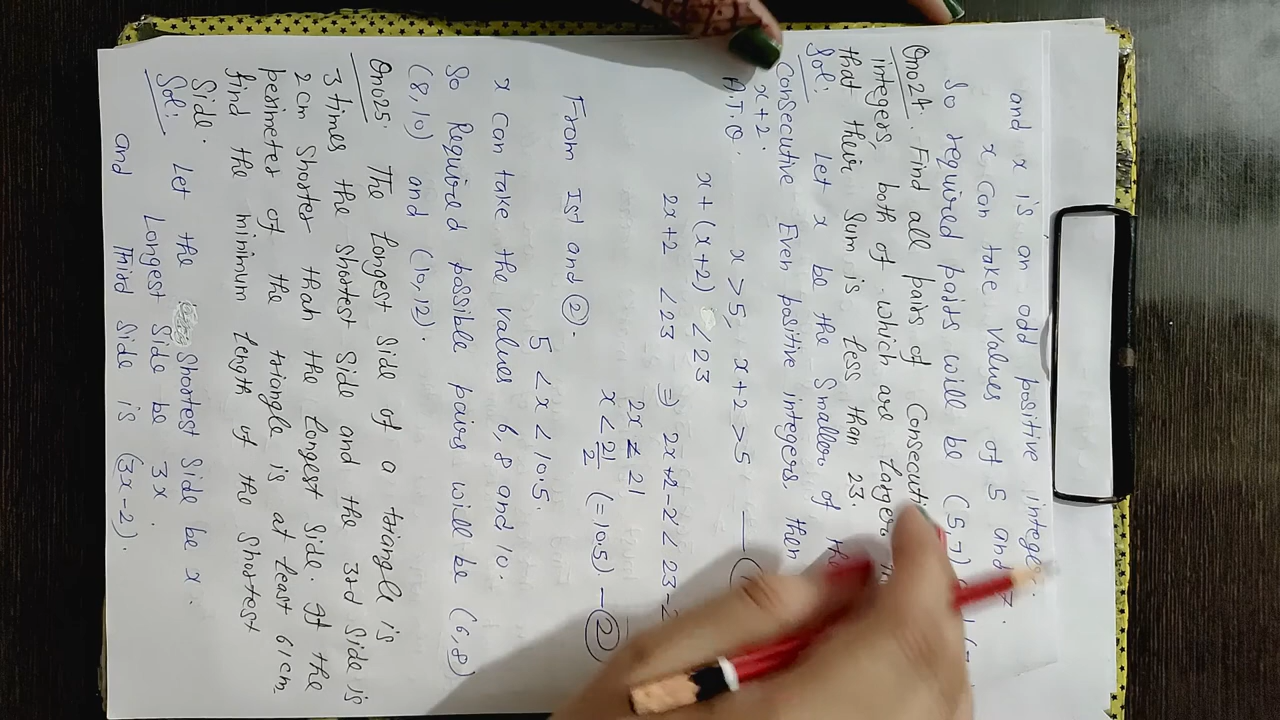 and x is an odd positive integer.
x can take values of 5 and 7.
So required pairs will be (5,7)
Qno24. Find all pairs of Consecuti
integers, both of which are larger
that their Sum is less than 23.
Sol: Let x be the Smaller of the
Consecutive Even positive integers then
x+2.
A.T.Q.
x > 5, x+2 > 5 —
x + (x+2) < 23
2x+2 < 23 ⇒ 2x+2-2 < 23-2
2x < 21
x < 21/2 (=10.5) — ②
From Ist and ②.
5 < x < 10.5.
x can take the values 6, 8 and 10.
So Required possible pairs will be (6,8)
(8,10) and (10,12).
Qno25. The Longest Side of a triangle is
3 times the Shortest Side and the 3rd Side is
2cm Shorter than the Longest Side. If the
perimeter of the triangle is at least 61cm
find the minimum length of the Shortest
Side.
Sol: Let the Shortest Side be x.
Longest Side be 3x.
and Third Side is (3x-2).